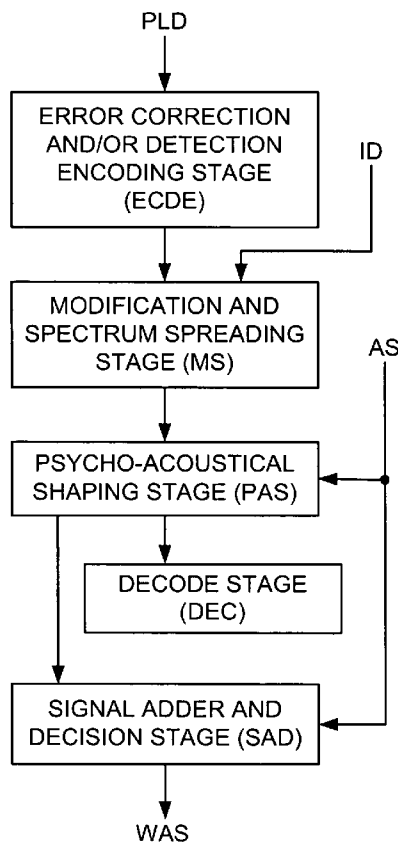 PLD
ERROR CORRECTION
AND/OR DETECTION
ENCODING STAGE
(ECDE)
ID
MODIFICATION AND
SPECTRUM SPREADING
STAGE (MS)
AS
PSYCHO-ACOUSTICAL
SHAPING STAGE (PAS)
DECODE STAGE
(DEC)
SIGNAL ADDER AND
DECISION STAGE (SAD)
WAS